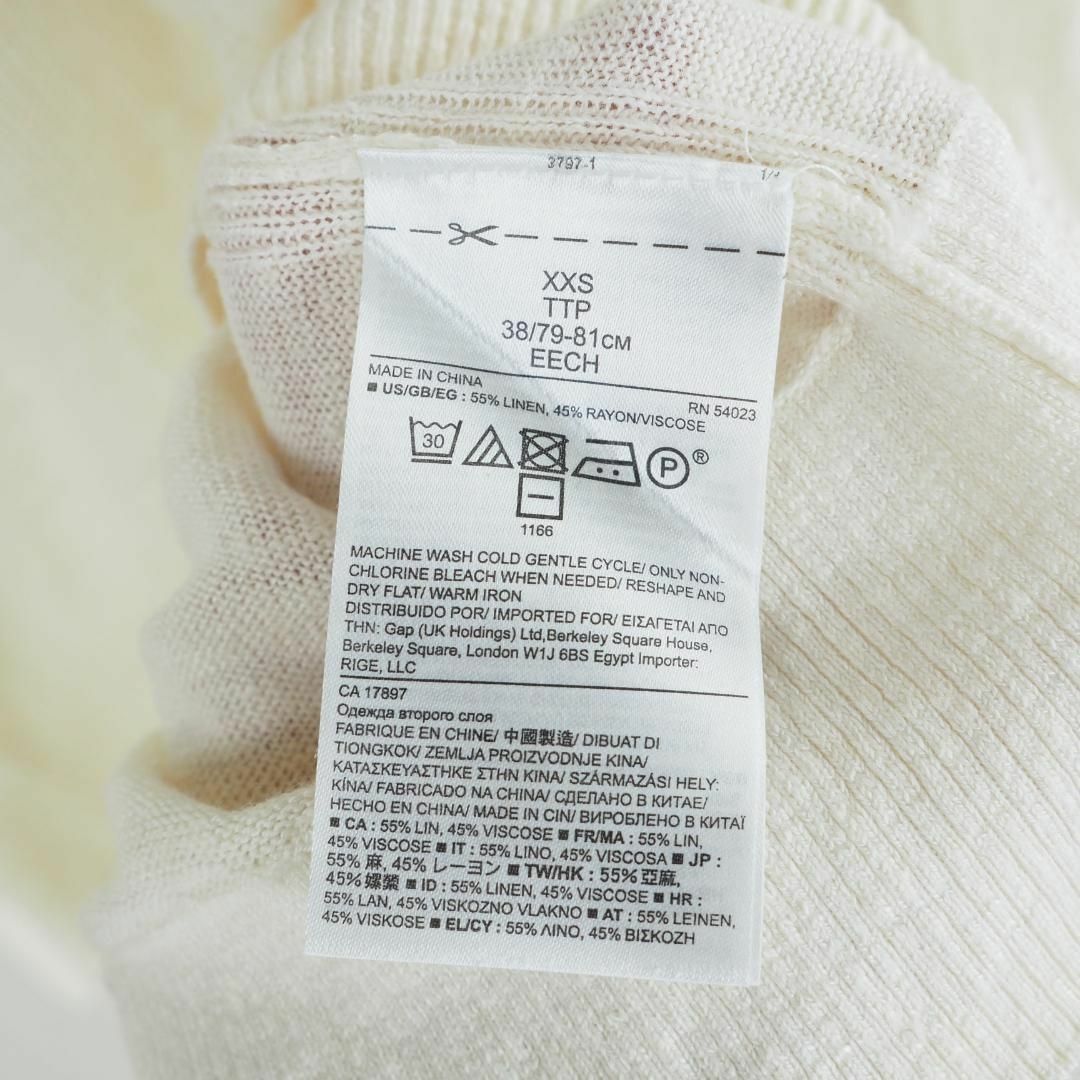 3797-1
1/4
XXS
TTP
38/79-81CM
EECH
MADE IN CHINA
RN 54023
■ US/GB/EG : 55% LINEN, 45% RAYON/VISCOSE
30
P®
1166
MACHINE WASH COLD GENTLE CYCLE/ ONLY NON-
CHLORINE BLEACH WHEN NEEDED/ RESHAPE AND
DRY FLAT/ WARM IRON
DISTRIBUIDO POR/ IMPORTED FOR/ ΕΙΣΑΓΕΤΑΙ ΑΠΟ
ΤΗΝ: Gap (UK Holdings) Ltd,Berkeley Square House,
Berkeley Square, London W1J 6BS Egypt Importer:
RIGE, LLC
CA 17897
Одежда второго слоя
FABRIQUE EN CHINE/ 中國製造/ DIBUAT DI
TIONGKOK/ ZEMLJA PROIZVODNJE KINA/
ΚΑΤΑΣΚΕΥΑΣΤΗΚΕ ΣΤΗΝ ΚΙΝΑ/ SZÁRMAZÁSI HELY:
KÍNA/ FABRICADO NA CHINA/ СДЕЛАНО В КИТАЕ/
HECHO EN CHINA/ MADE IN CIN/ ВИРОБЛЕНО В КИТАЇ
■ CA : 55% LIN, 45% VISCOSE ■ FR/MA : 55% LIN,
45% VISCOSE ■ IT : 55% LINO, 45% VISCOSA ■ JP :
55% 麻, 45% レーヨン ■ TW/HK : 55% 亞麻,
45% 嫘縈 ■ ID : 55% LINEN, 45% VISCOSE ■ HR :
55% LAN, 45% VISKOZNO VLAKNO ■ AT : 55% LEINEN,
45% VISKOSE ■ EL/CY : 55% ΛΙΝΟ, 45% ΒΙΣΚΟΖΗ